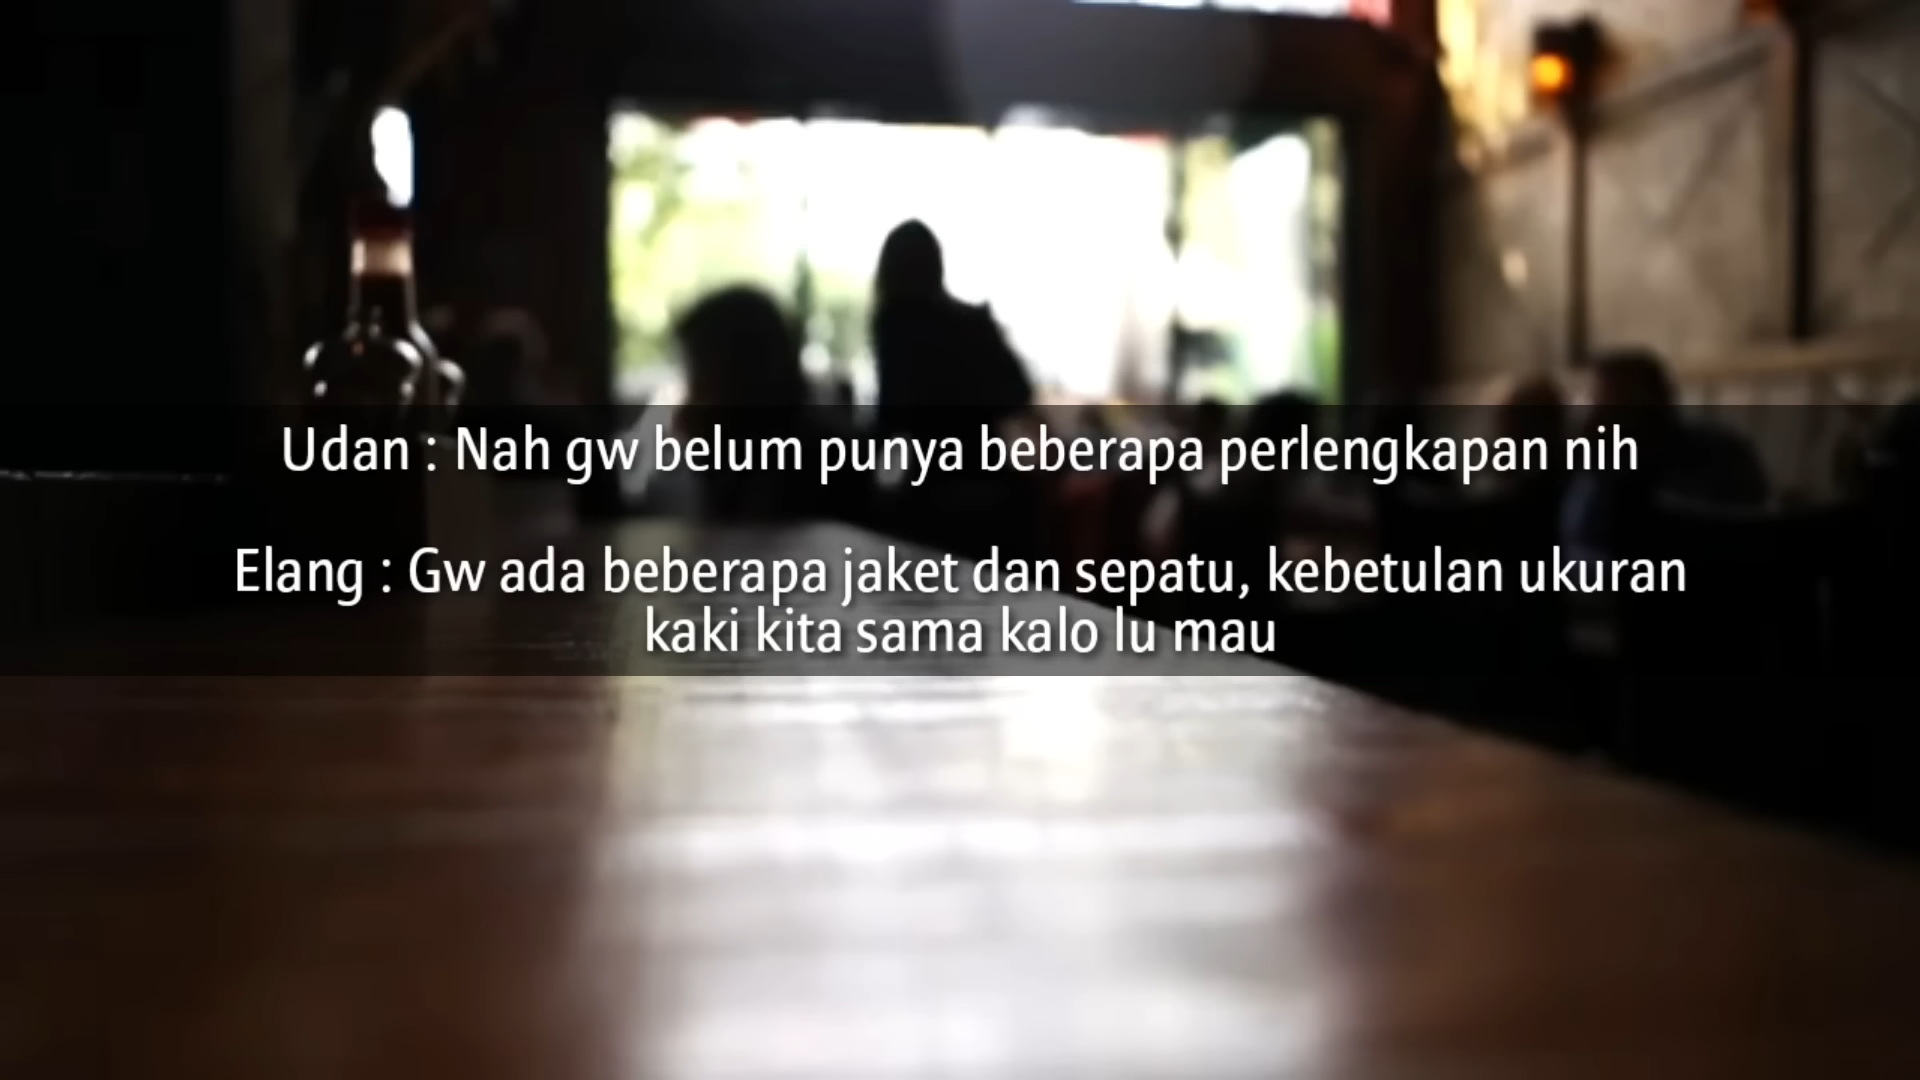 Udan : Nah gw belum punya beberapa perlengkapan nih
Elang : Gw ada beberapa jaket dan sepatu, kebetulan ukuran
kaki kita sama kalo lu mau